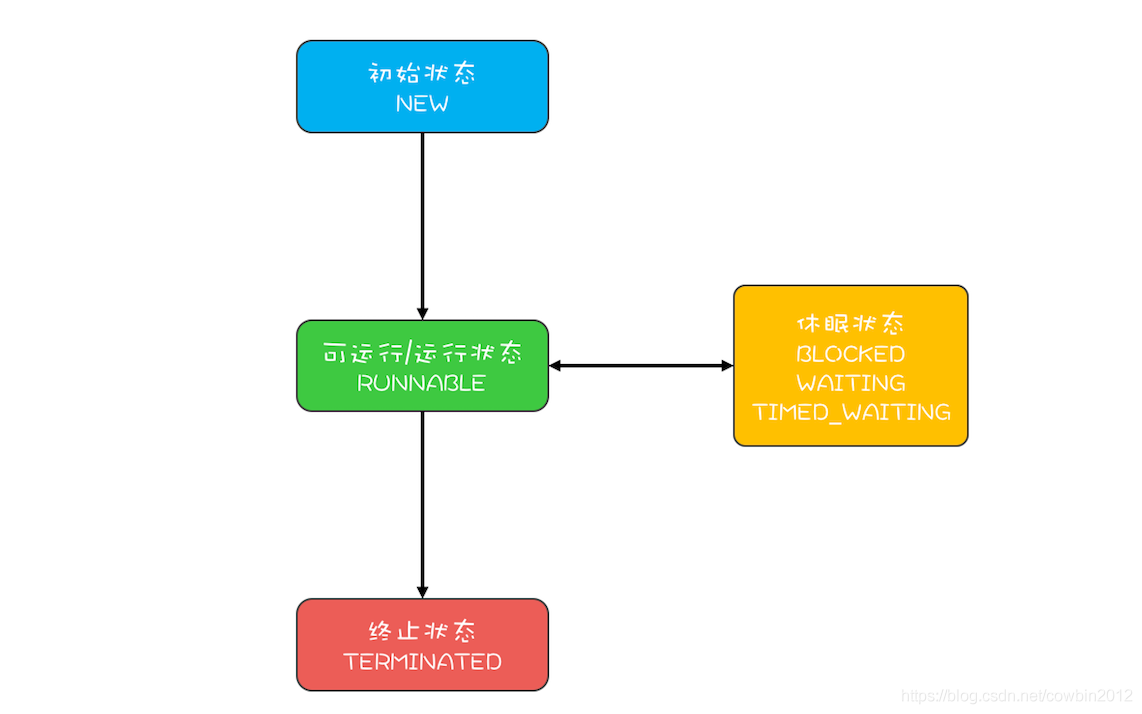 初始状态
NEW
可运行/运行状态
RUNNABLE
休眠状态
BLOCKED
WAITING
TIMED_WAITING
终止状态
TERMINATED
https://blog.csdn.net/cowbin2012